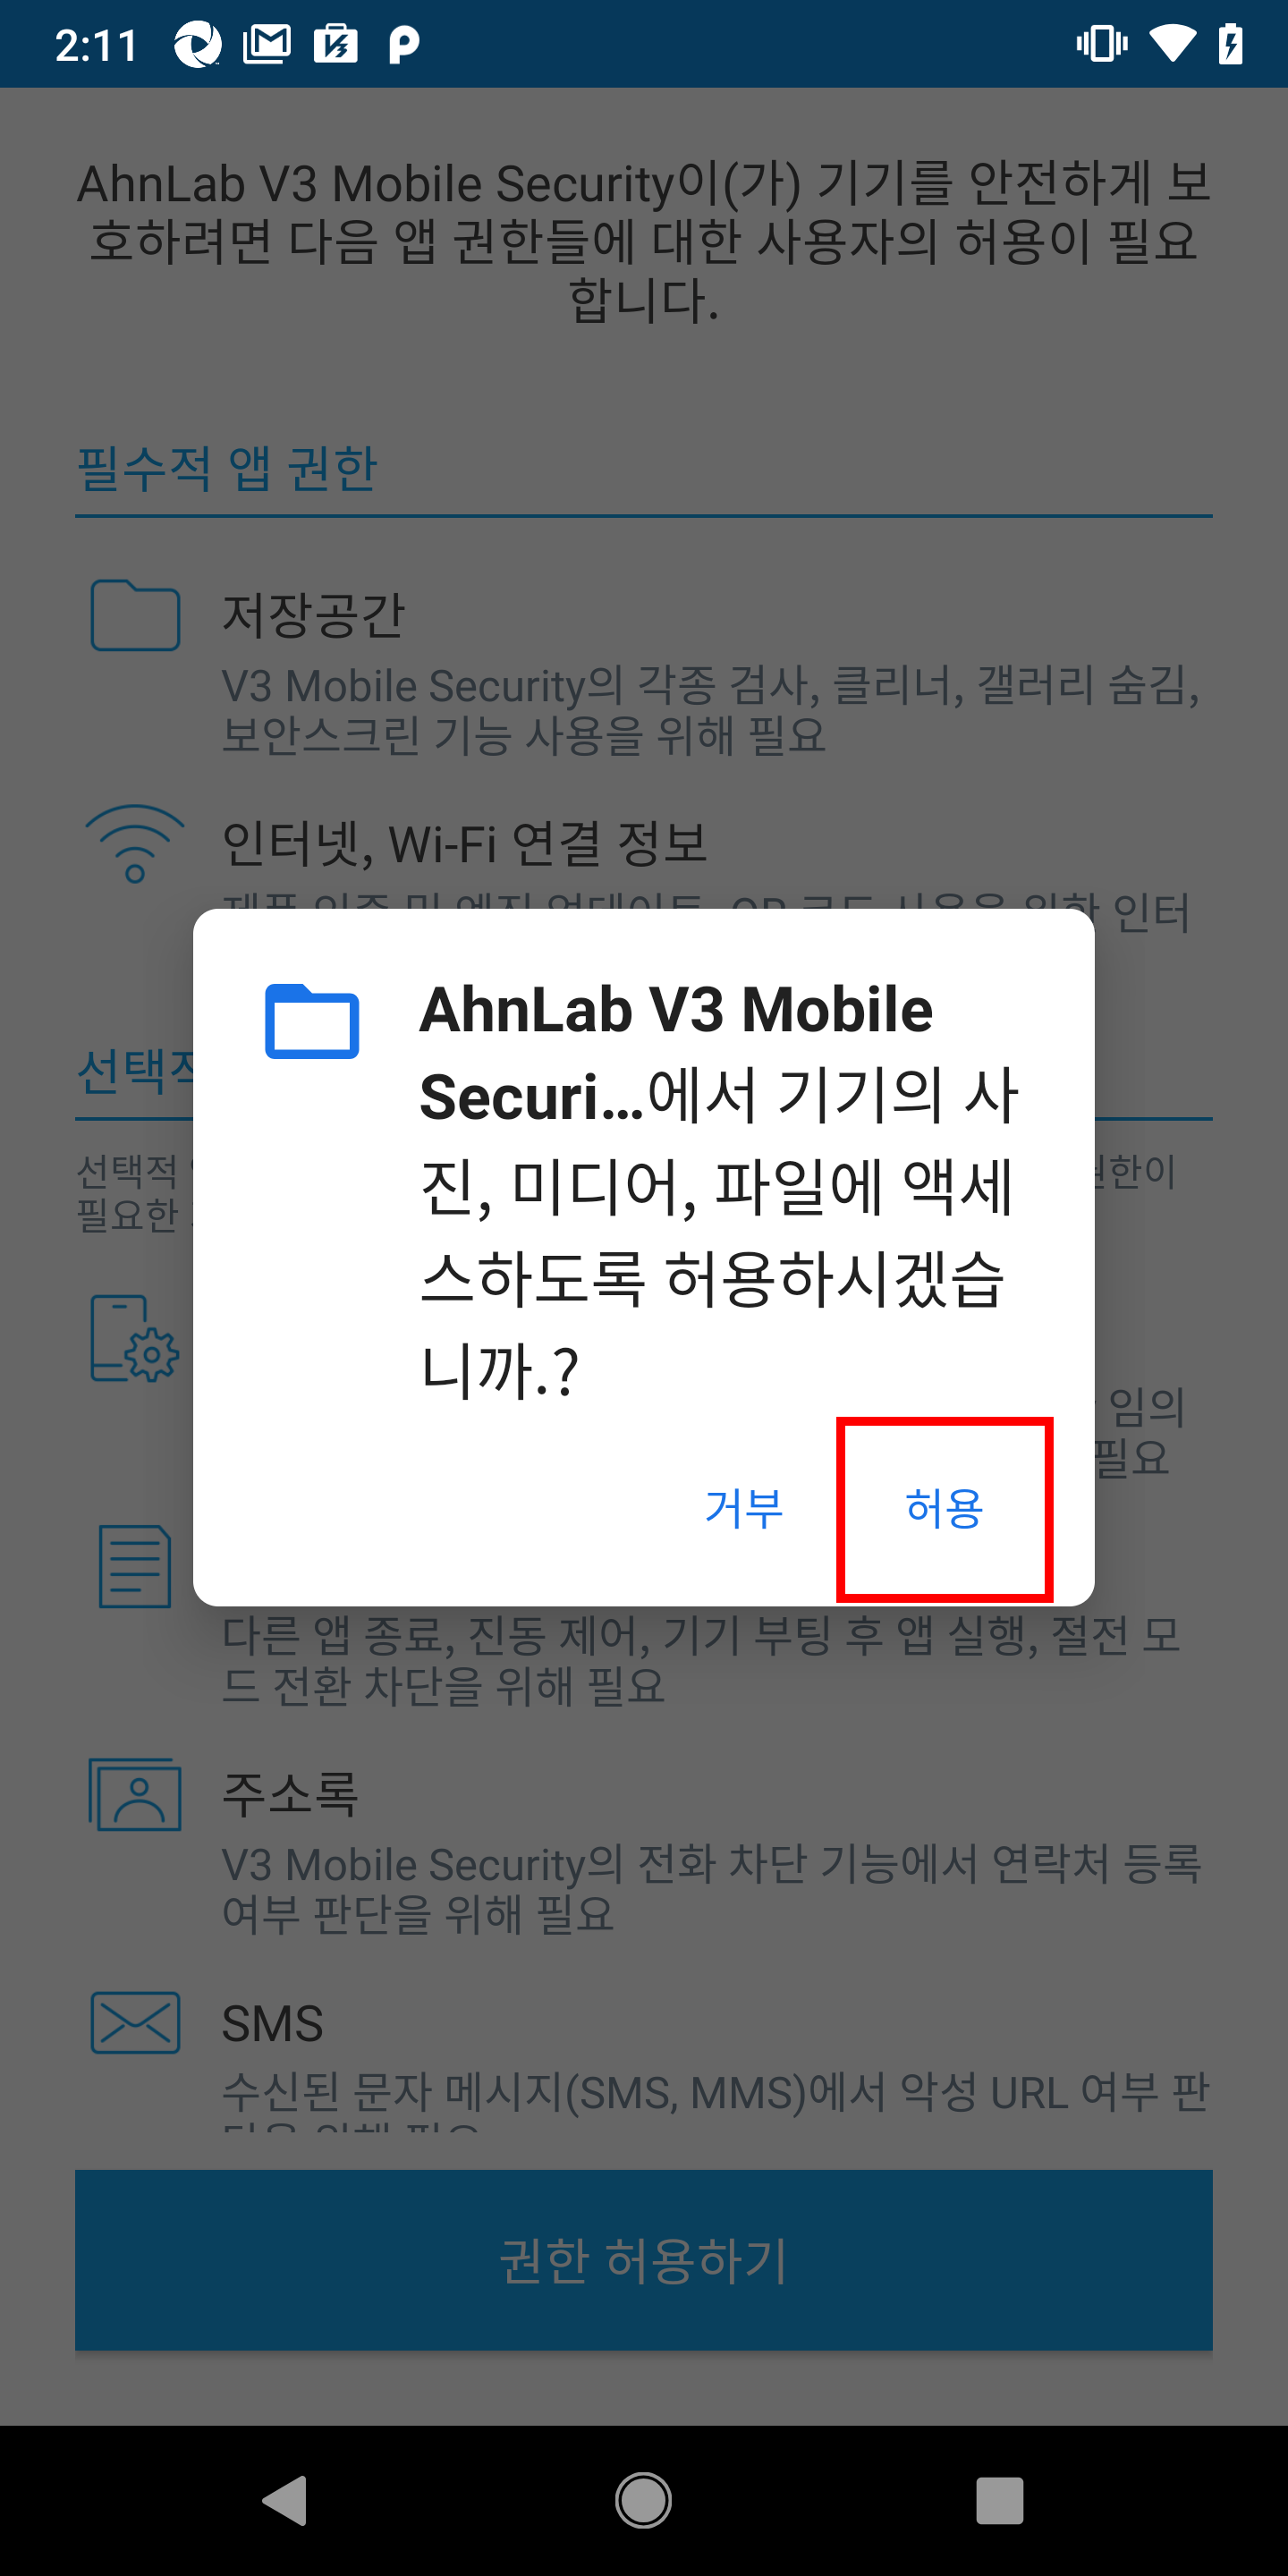 2:11
AhnLab V3 Mobile Security이(가) 기기를 안전하게 보
호하려면 다음 앱 권한들에 대한 사용자의 허용이 필요
합니다.
필수적 앱 권한
저장공간
V3 Mobile Security의 각종 검사, 클리너, 갤러리 숨김,
보안스크린 기능 사용을 위해 필요
인터넷, Wi-Fi 연결 정보
인터
AhnLab V3 Mobile
Securi...에서 기기의 사
진, 미디어, 파일에 액세
스하도록 허용하시겠습
니까.?
거부
허용
선택적
선택적
필요한
임의
필요
다른 앱 종료, 진동 제어, 기기 부팅 후 앱 실행, 절전 모
드 전환 차단을 위해 필요
주소록
V3 Mobile Security의 전화 차단 기능에서 연락처 등록
여부 판단을 위해 필요
SMS
수신된 문자 메시지(SMS, MMS)에서 악성 URL 여부 판
권한 허용하기